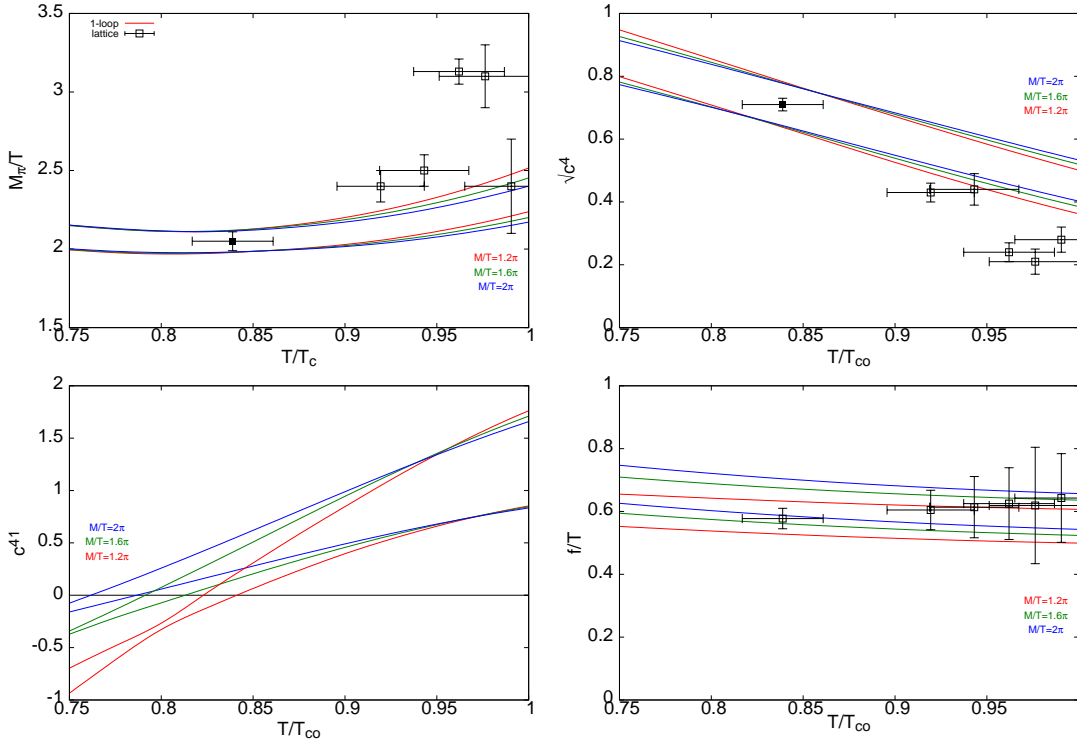 3.5
3
2.5
2
1.5
0.75
0.8
0.85
0.9
0.95
1
M_π/T
T/T_c
1-loop
lattice
M/T=1.2π
M/T=1.6π
M/T=2π
1
0.8
0.6
0.4
0.2
0
0.75
0.8
0.85
0.9
0.95
√c⁴
T/T_co
M/T=2π
M/T=1.6π
M/T=1.2π
2
1.5
1
0.5
0
-0.5
-1
0.75
0.8
0.85
0.9
0.95
1
c⁴¹
T/T_co
M/T=2π
M/T=1.6π
M/T=1.2π
1
0.8
0.6
0.4
0.2
0
0.75
0.8
0.85
0.9
0.95
f/T
T/T_co
M/T=1.2π
M/T=1.6π
M/T=2π